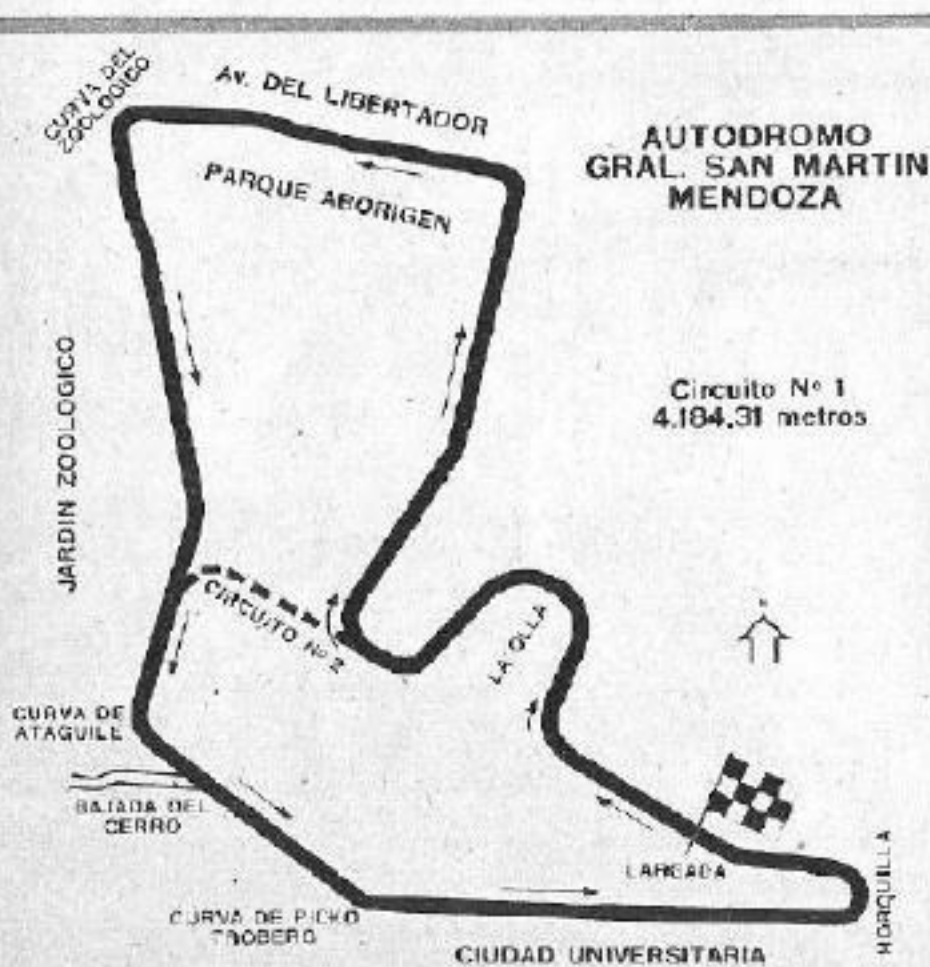 CURVA DEL
ZOOLOGICO
AV. DEL LIBERTADOR
PARQUE ABORIGEN
AUTODROMO
GRAL. SAN MARTIN
MENDOZA
Circuito Nº 1
4.184.31 metros
JARDIN ZOOLOGICO
CIRCUITO Nº 2
LA OLLA
CURVA DE
ATAGUILE
BAJADA DEL
CERRO
LARGADA
HORQUILLA
CURVA DE
CIUDAD UNIVERSITARIA